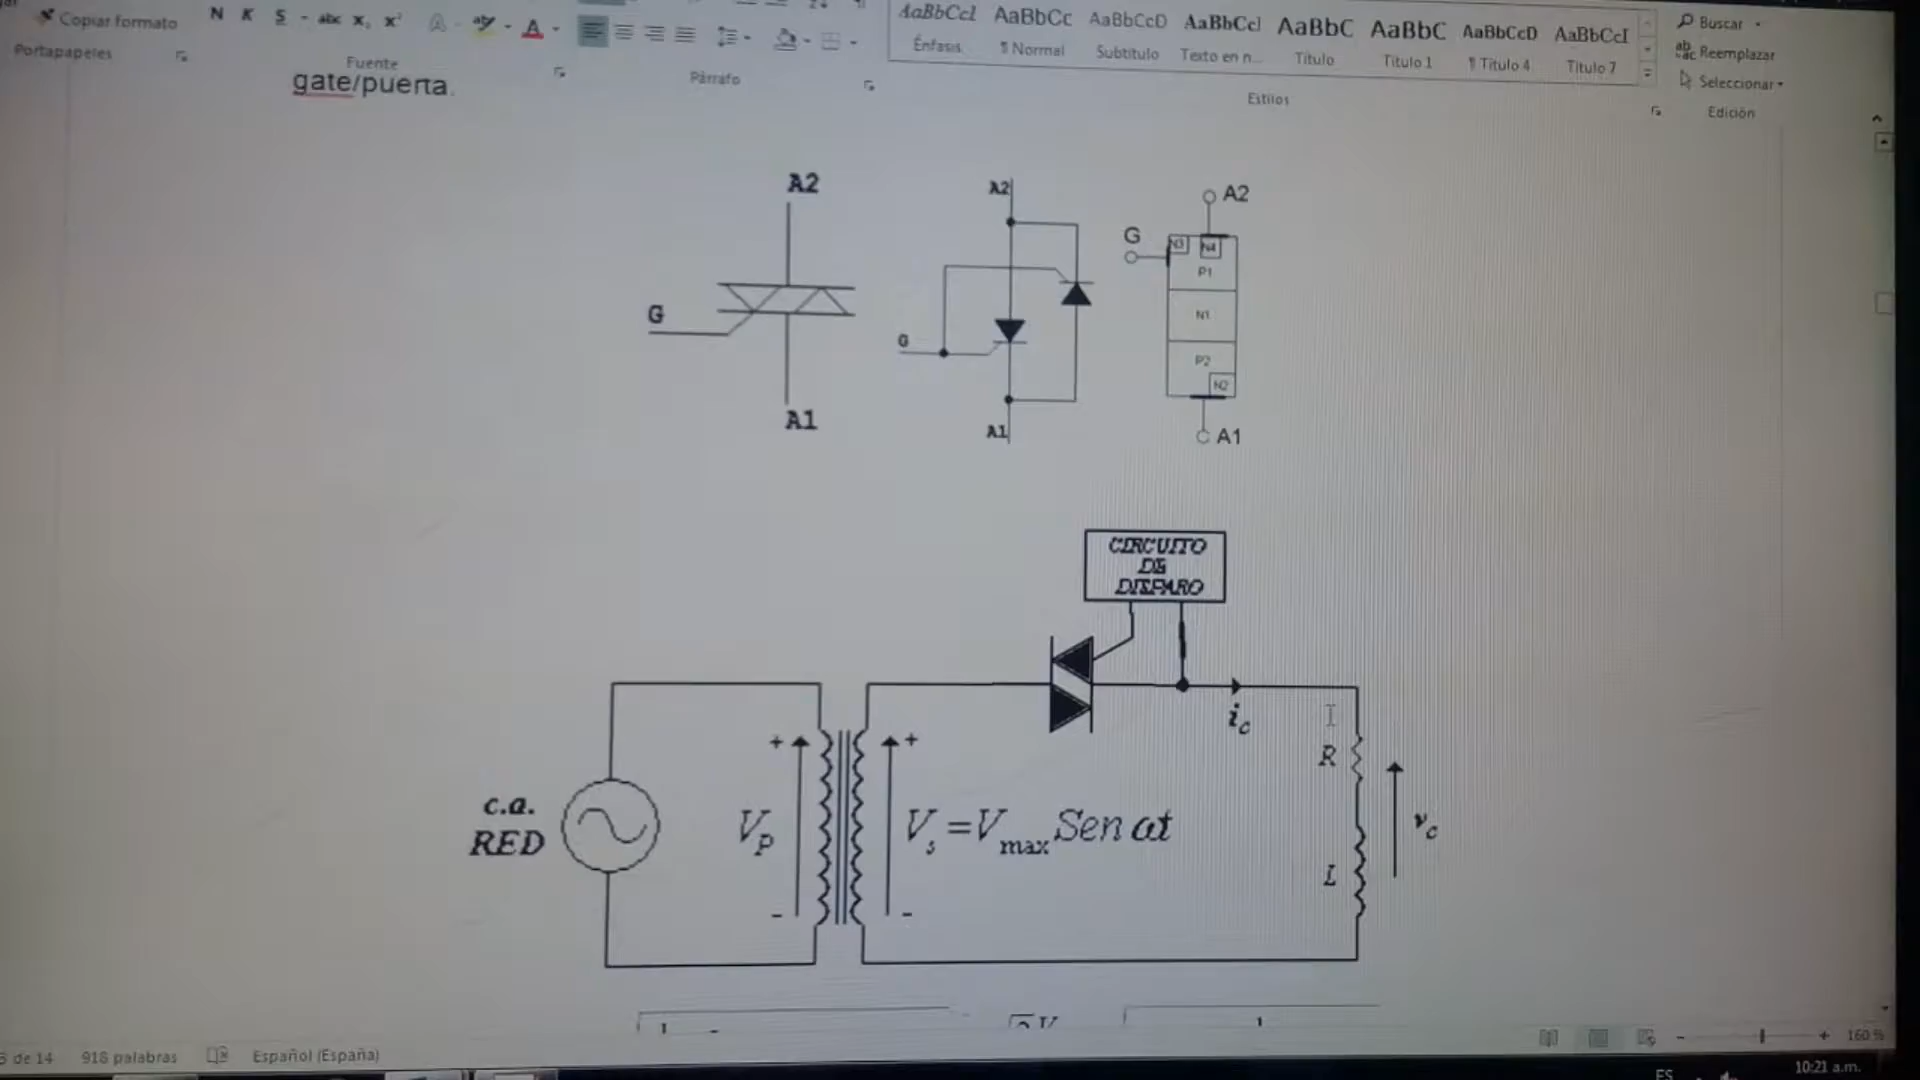 Copiar formato
Portapapeles
N K S abc x, x²
A
Fuente
Párrafo
AaBbCcI AaBbCc AaBbCcD AaBbCcI AaBbC AaBbC AaBbCcD AaBbCcI
Énfasis ¶ Normal Subtítulo Texto en n... Título Título 1 ¶ Título 4 Título 7
Estilos
Buscar
Reemplazar
Seleccionar
Edición
gate/puerta.
A2
G
A1
A2
G
A1
A2
G
N3 N4
P1
N1
P2
N2
A1
CIRCUITO
DE
DISPARO
c.a.
RED
+
V_P
-
+
V_s = V_max Sen ωt
-
i_c
R
L
v_c
de 14 918 palabras Español (España)
160 %
ES
10:21 a.m.